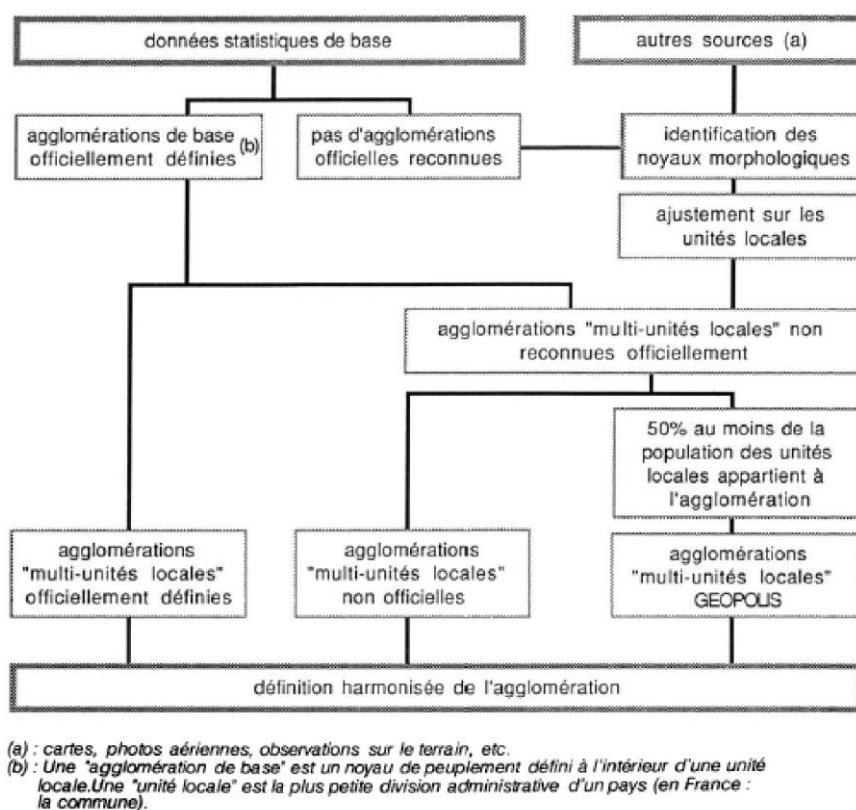 données statistiques de base
autres sources (a)
agglomérations de base
officiellement définies (b)
pas d'agglomérations
officielles reconnues
identification des
noyaux morphologiques
ajustement sur les
unités locales
agglomérations "multi-unités locales" non
reconnues officiellement
50% au moins de la
population des unités
locales appartient à
l'agglomération
agglomérations
"multi-unités locales"
officiellement définies
agglomérations
"multi-unités locales"
non officielles
agglomérations
"multi-unités locales"
GEOPOLIS
définition harmonisée de l'agglomération
(a) : cartes, photos aériennes, observations sur le terrain, etc.
(b) : Une "agglomération de base" est un noyau de peuplement défini à l'intérieur d'une unité
locale.Une "unité locale" est la plus petite division administrative d'un pays (en France :
la commune).